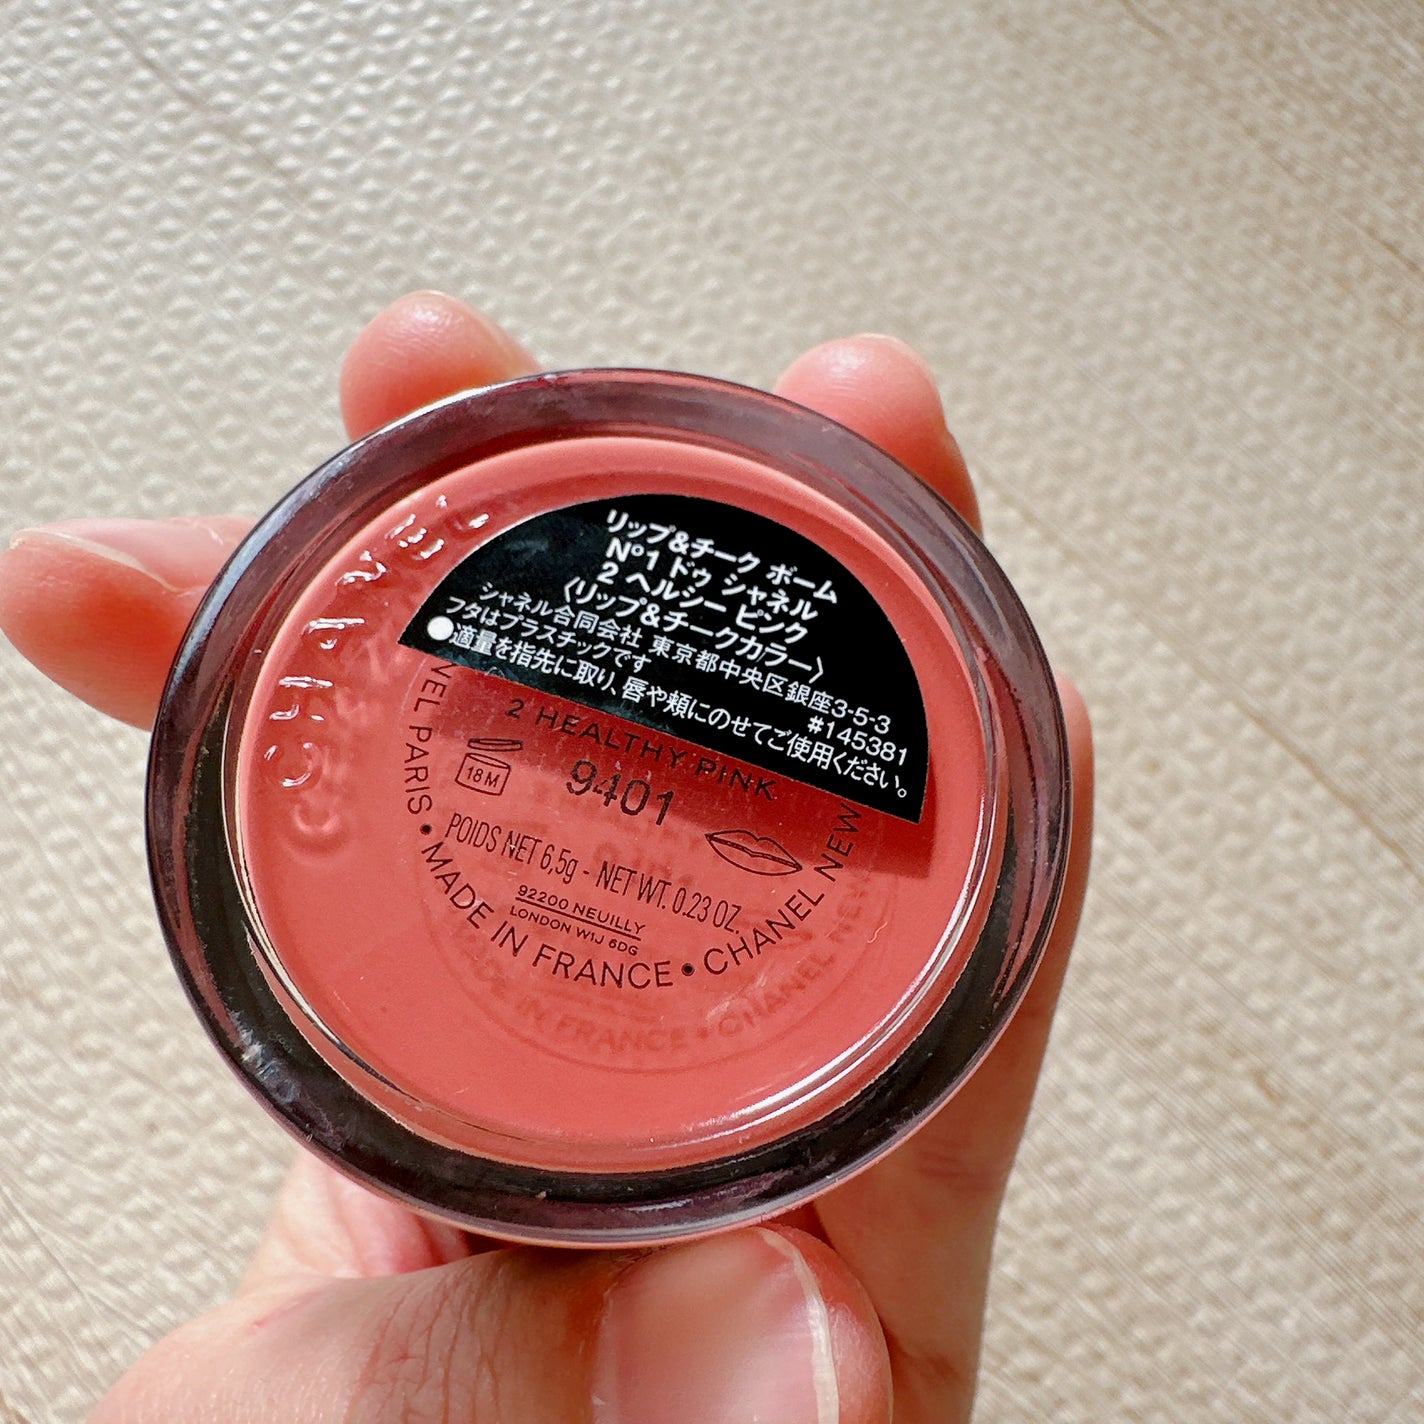 CHANEL
リップ&チーク ボーム
N°1 ドゥ シャネル
2 ヘルシー ピンク
〈リップ&チークカラー〉
シャネル合同会社 東京都中央区銀座3-5-3
フタはプラスチックです #145381
●適量を指先に取り、唇や頬にのせてご使用ください。
2 HEALTHY PINK
18M
9401
POIDS NET 6,5g - NET WT. 0.23 OZ.
92200 NEUILLY
LONDON W1J 6DG
NEL PARIS • MADE IN FRANCE • CHANEL NEW